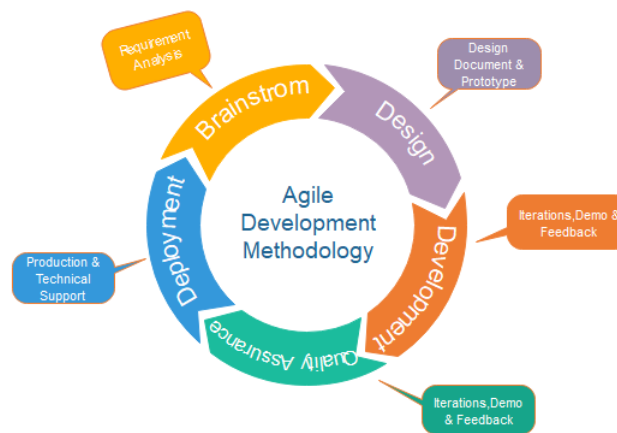 Requirement
Analysis
Brainstrom
Design
Document &
Prototype
Design
Agile
Development
Methodology
Iterations,Demo
& Feedback
Development
Production &
Technical
Support
Deployment
Quality Assurance
Iterations,Demo
& Feedback